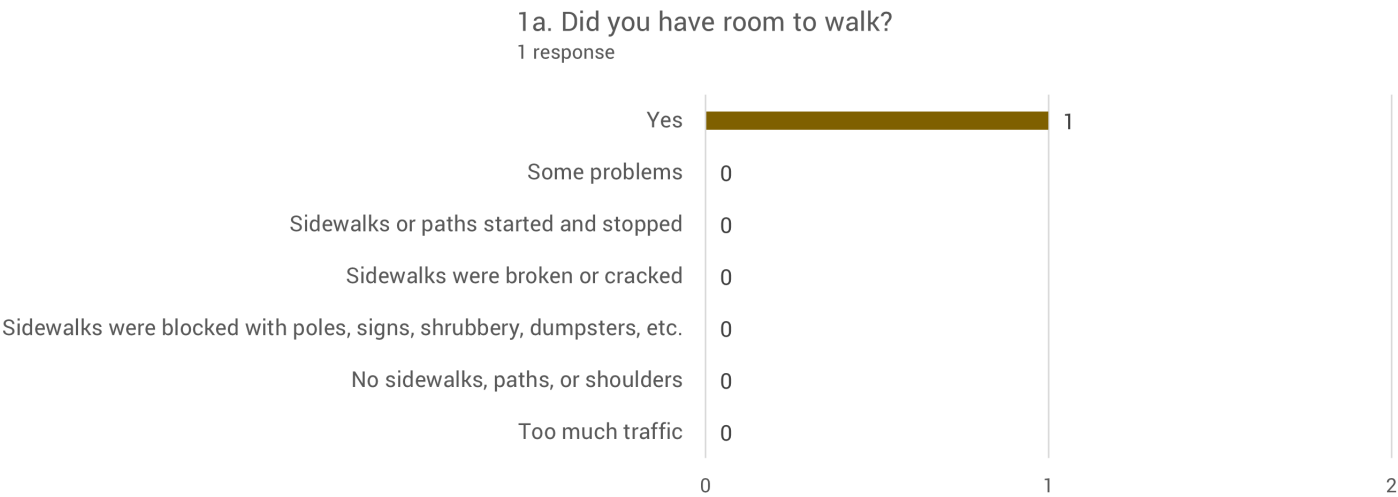 1a. Did you have room to walk?
1 response
Yes 1
Some problems 0
Sidewalks or paths started and stopped 0
Sidewalks were broken or cracked 0
Sidewalks were blocked with poles, signs, shrubbery, dumpsters, etc. 0
No sidewalks, paths, or shoulders 0
Too much traffic 0
0 1 2